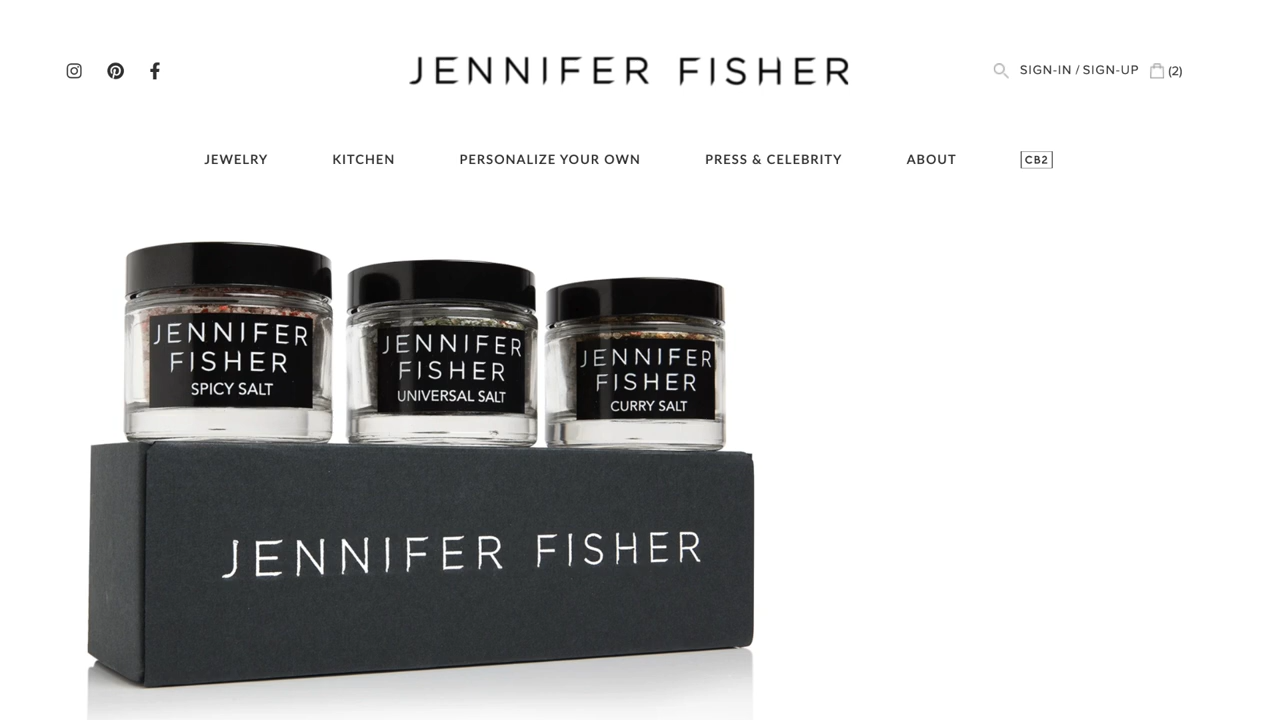 JENNIFER FISHER
SIGN-IN / SIGN-UP (2)
JEWELRY KITCHEN PERSONALIZE YOUR OWN PRESS & CELEBRITY ABOUT CB2
JENNIFER
FISHER
SPICY SALT
JENNIFER
FISHER
UNIVERSAL SALT
JENNIFER
FISHER
CURRY SALT
JENNIFER FISHER